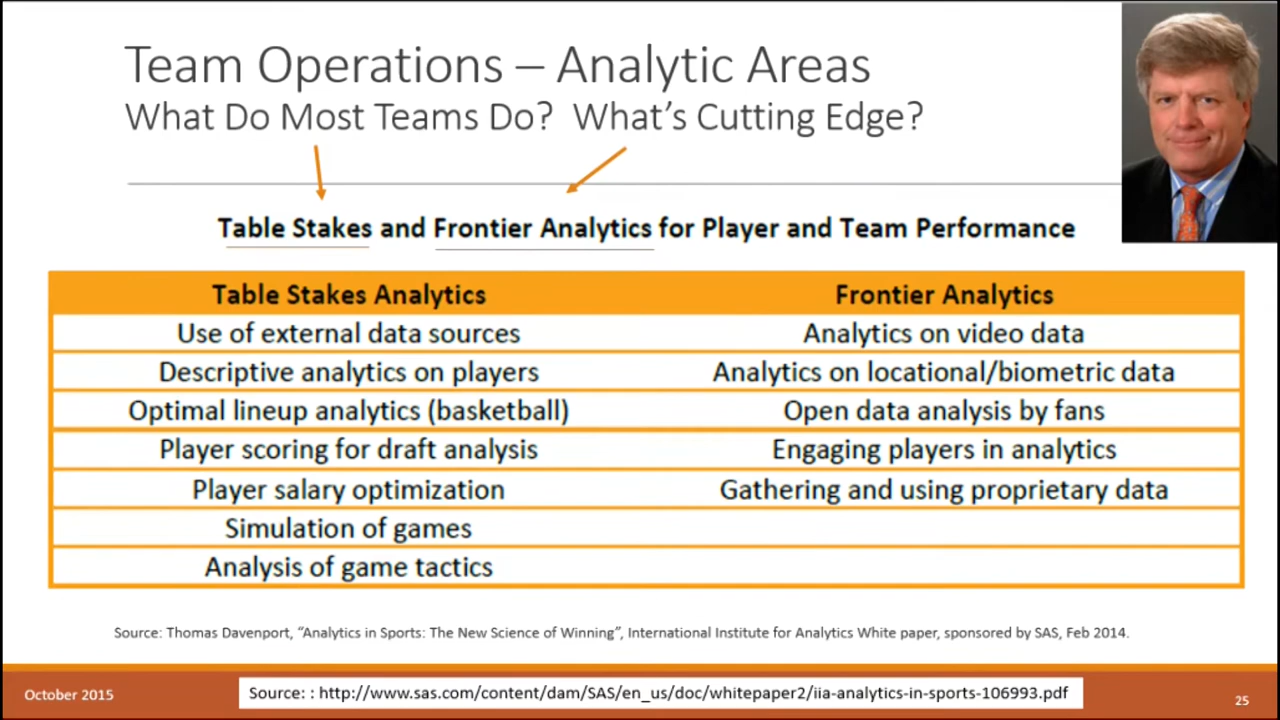 Team Operations – Analytic Areas
What Do Most Teams Do? What's Cutting Edge?
Table Stakes and Frontier Analytics for Player and Team Performance
Table Stakes Analytics Frontier Analytics
Use of external data sources Analytics on video data
Descriptive analytics on players Analytics on locational/biometric data
Optimal lineup analytics (basketball) Open data analysis by fans
Player scoring for draft analysis Engaging players in analytics
Player salary optimization Gathering and using proprietary data
Simulation of games
Analysis of game tactics
Source: Thomas Davenport, "Analytics in Sports: The New Science of Winning", International Institute for Analytics White paper, sponsored by SAS, Feb 2014.
October 2015
Source: : http://www.sas.com/content/dam/SAS/en_us/doc/whitepaper2/iia-analytics-in-sports-106993.pdf
25